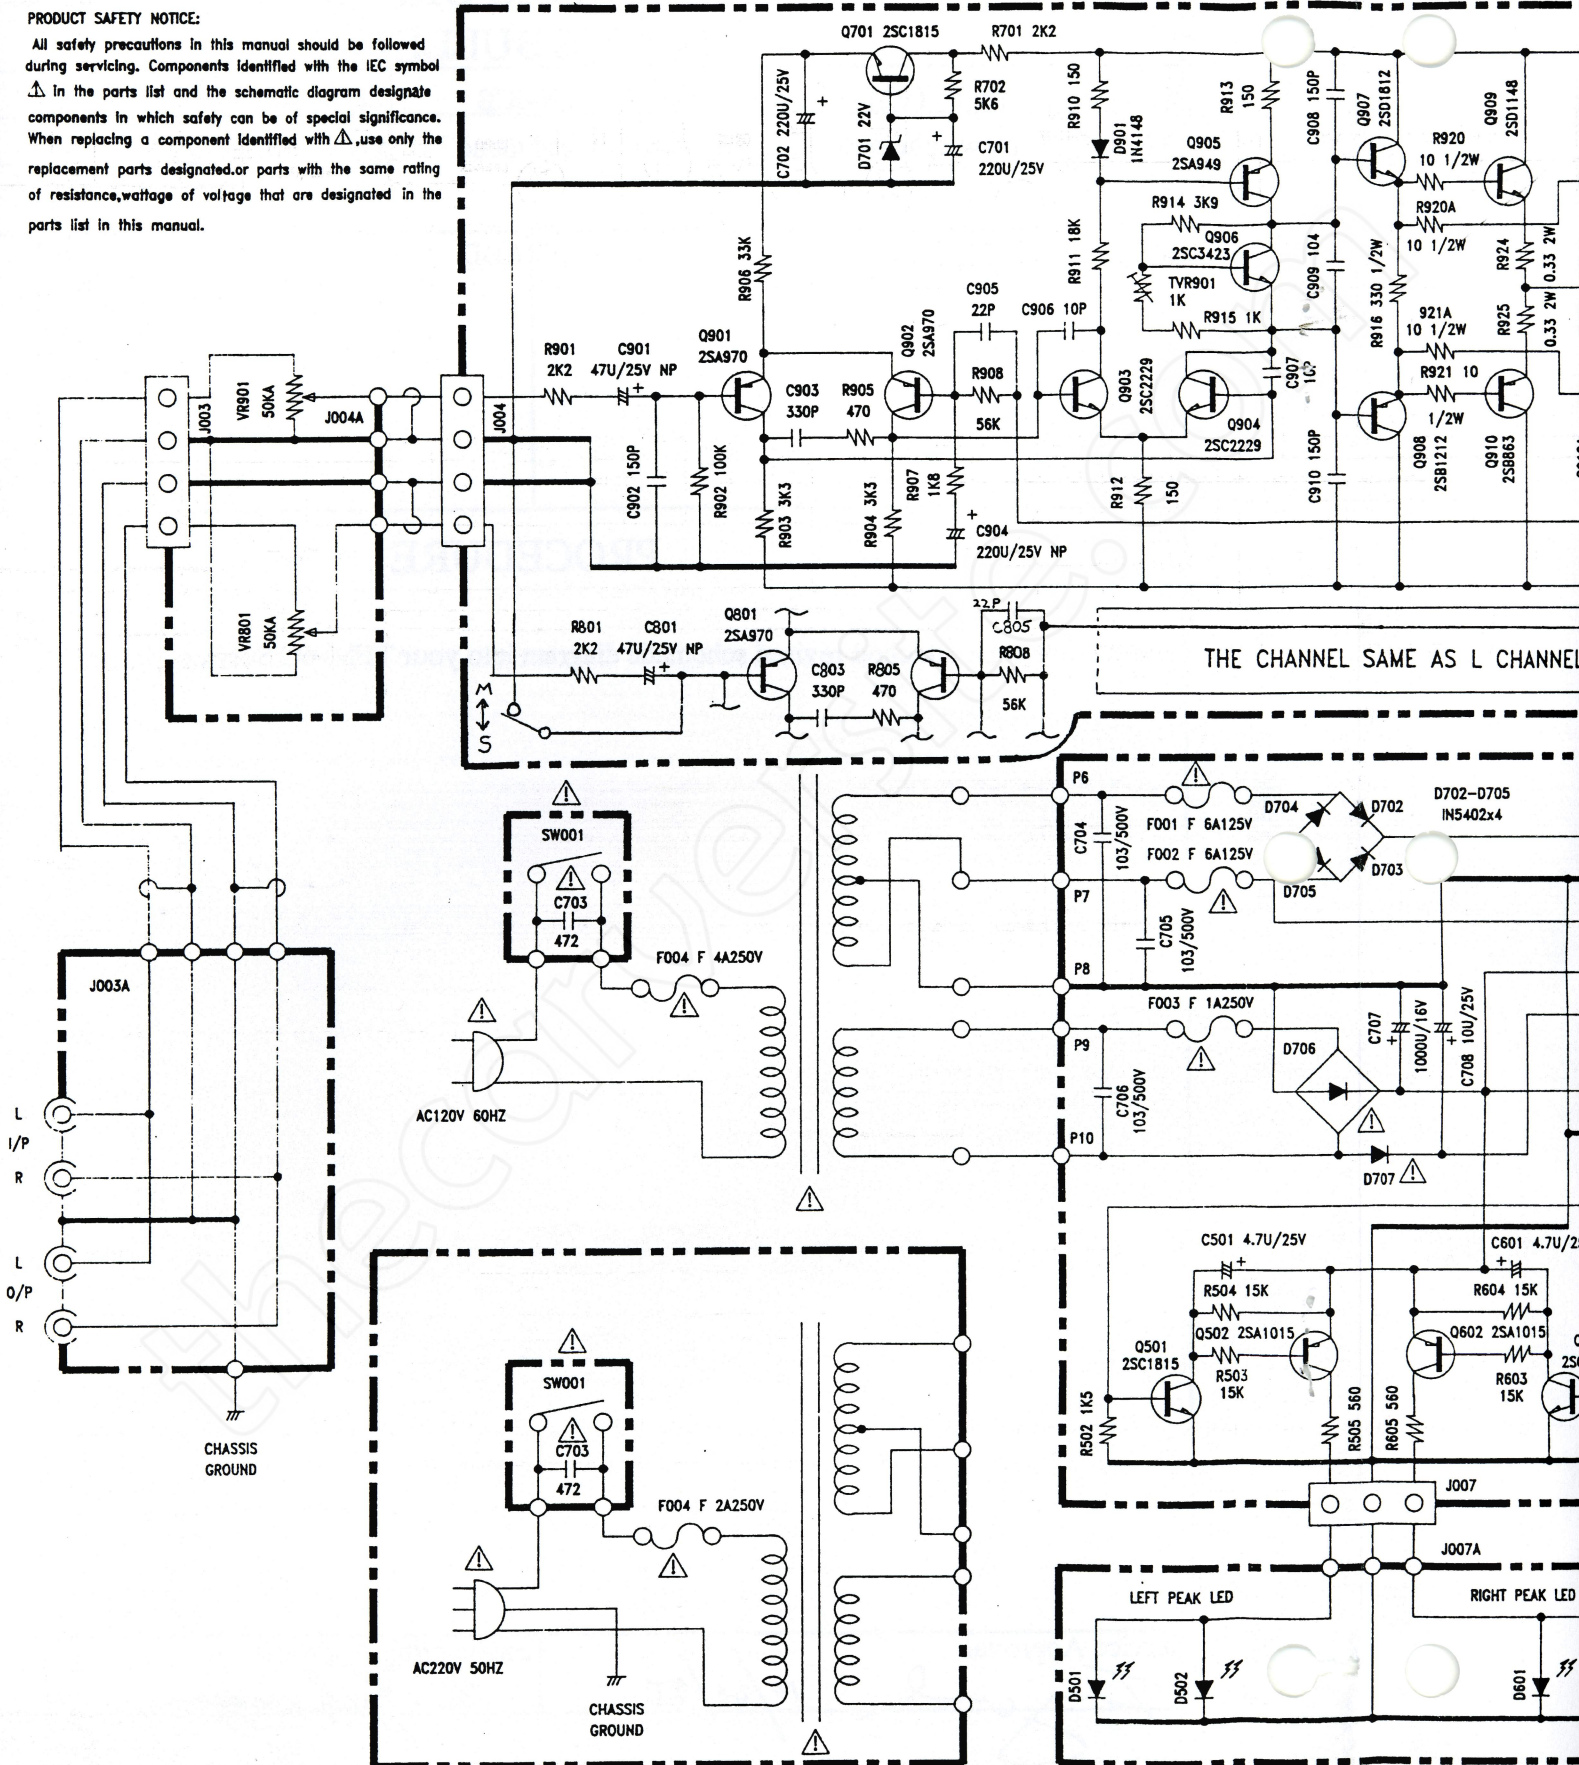 PRODUCT SAFETY NOTICE:
All safety precautions in this manual should be followed
during servicing. Components identified with the IEC symbol
⚠ in the parts list and the schematic diagram designate
components in which safety can be of special significance.
When replacing a component identified with ⚠,use only the
replacement parts designated.or parts with the same rating
of resistance,wattage of voltage that are designated in the
parts list in this manual.
Q701 2SC1815
R701 2K2
C702 220U/25V
R702
5K6
D701 22V
C701
220U/25V
R910 150
D901
1N4148
R913
150
C908 150P
Q907
2SD1812
Q909
2SD1148
R920
10 1/2W
Q905
2SA949
R914 3K9
R920A
10 1/2W
Q906
2SC3423
R906 33K
R911 18K
C909 104
R916 330 1/2W
R924
0.33 2W
TVR901
1K
R915 1K
C905
22P
C906 10P
921A
10 1/2W
R925
0.33 2W
R921 10
1/2W
R901
2K2
C901
47U/25V NP
Q901
2SA970
Q902
2SA970
C903
330P
R905
470
R908
56K
Q903
2SC2229
C907
10P
Q904
2SC2229
Q908
2SB1212
Q910
2SB863
VR901
50KA
J003
J004A
J004
C902 150P
R902 100K
R903 3K3
R904 3K3
R907
1K8
C904
220U/25V NP
R912
150
C910 150P
PROCEDURE
VR801
50KA
R801
2K2
C801
47U/25V NP
Q801
2SA970
C803
330P
R805
470
22P
C805
R808
56K
M
S
THE CHANNEL SAME AS L CHANNEL
SW001
C703
472
F004 F 4A250V
AC120V 60HZ
P6
C704
103/500V
F001 F 6A125V
F002 F 6A125V
D704
D702
D705
D703
D702-D705
IN5402x4
P7
C705
103/500V
P8
F003 F 1A250V
P9
C706
103/500V
D706
C707
1000U/16V
C708 10U/25V
P10
D707
J003A
L
I/P
R
L
O/P
R
CHASSIS
GROUND
C501 4.7U/25V
R504 15K
Q502 2SA1015
Q501
2SC1815
R503
15K
R502 1K5
R505 560
R605 560
C601 4.7U/2
R604 15K
Q602 2SA1015
R603
15K
J007
J007A
LEFT PEAK LED
RIGHT PEAK LED
D501
D502
D601
SW001
C703
472
F004 F 2A250V
AC220V 50HZ
CHASSIS
GROUND